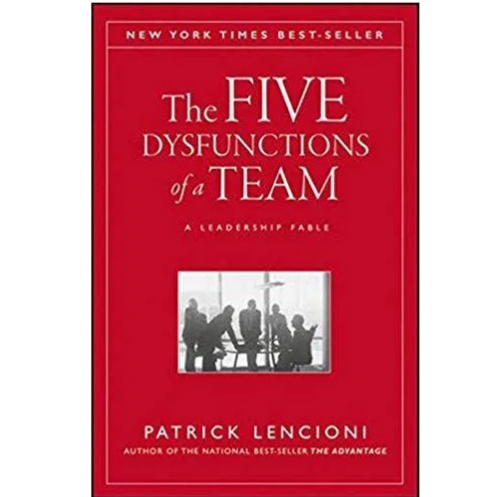 NEW YORK TIMES BEST-SELLER
The FIVE
DYSFUNCTIONS
of a TEAM
A LEADERSHIP FABLE
PATRICK LENCIONI
AUTHOR OF THE NATIONAL BEST-SELLER THE ADVANTAGE